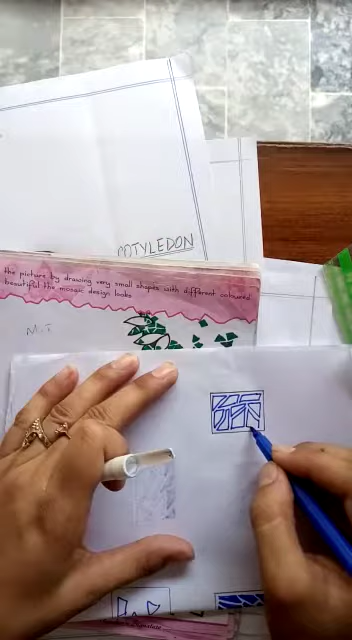 COTYLEDON
the picture by drawing very small shapes with different coloured
beautiful the mosaic design looks